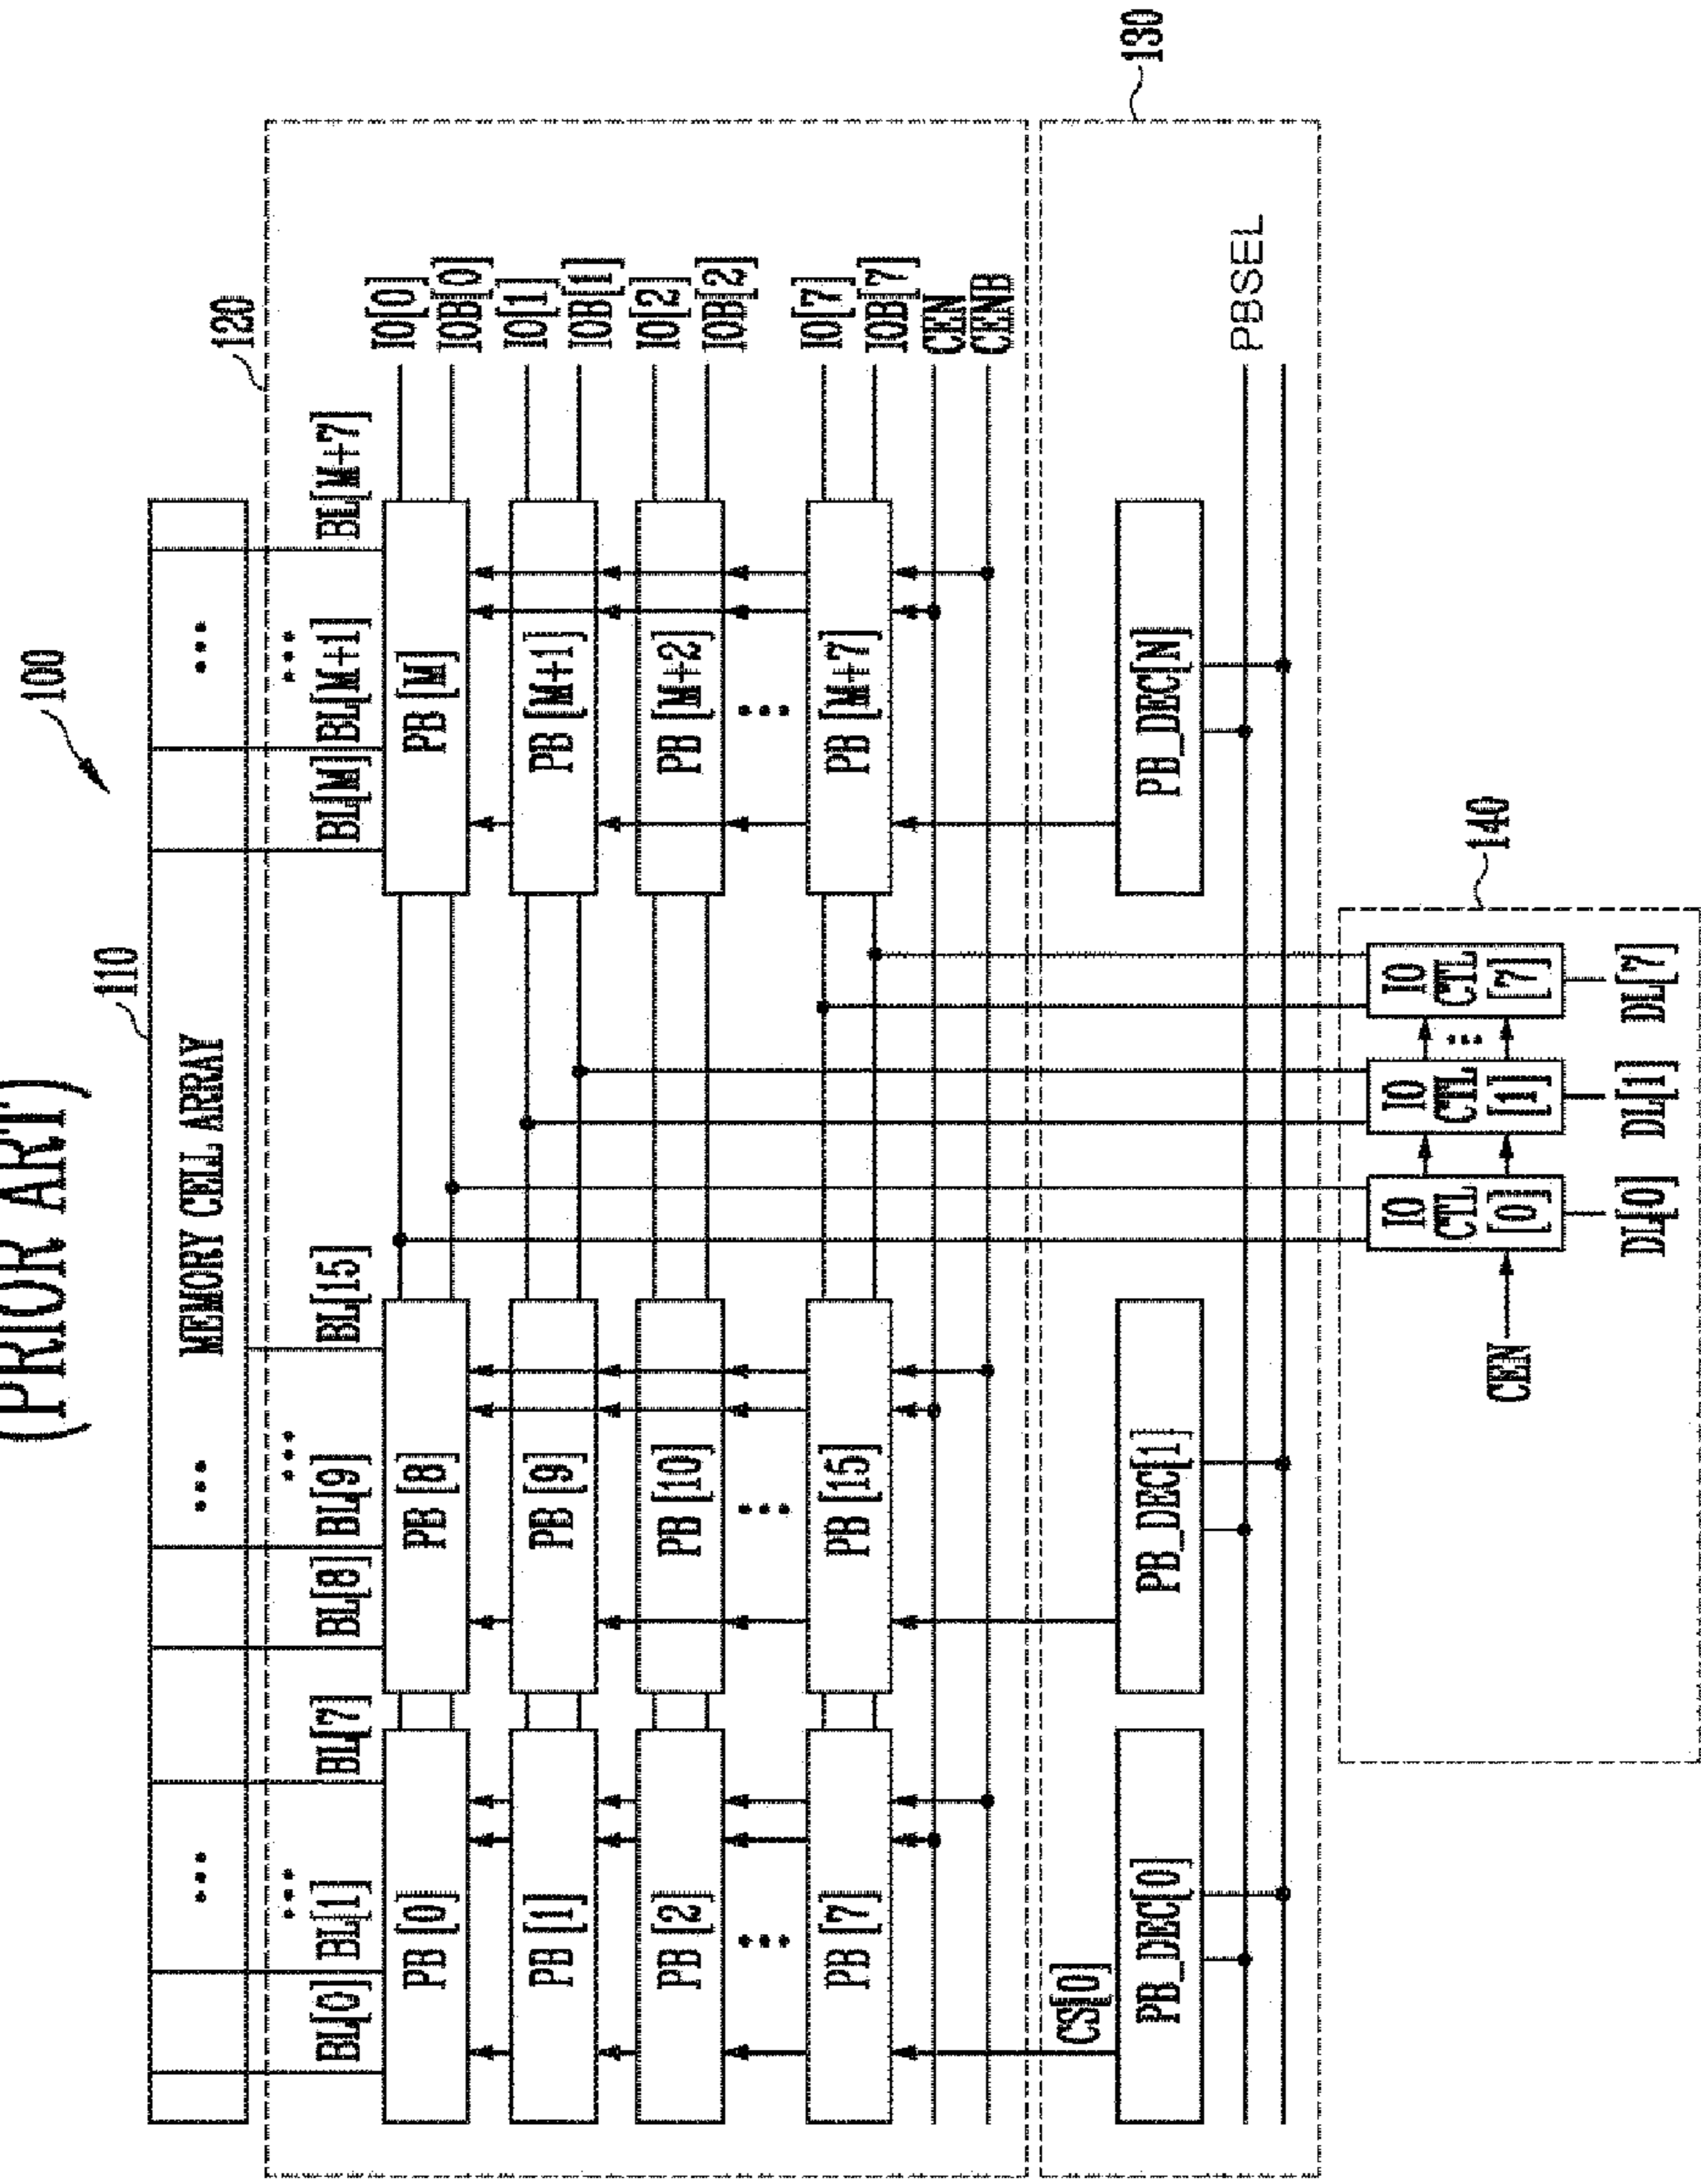 (PRIOR ART)
100
110
MEMORY CELL ARRAY
... ... ...
120
... ... ...
BL[0] BL[1] BL[7] BL[8] BL[9] BL[15] BL[M] BL[M+1] BL[M+7]
PB [0] PB [8] PB [M] IO[0]
IOB[0]
PB [1] PB [9] PB [M+1] IO[1]
IOB[1]
PB [2] PB [10] PB [M+2] IO[2]
IOB[2]
... ... ...
PB [7] PB [15] PB [M+7] IO[7]
IOB[7]
CEN
CENB
130
CS[0]
PB_DEC[0] PB_DEC[1] PB_DEC[N]
PBSEL
140
CEN
IO CTL [0] IO CTL [1] ... IO CTL [7]
DL[0] DL[1] DL[7]